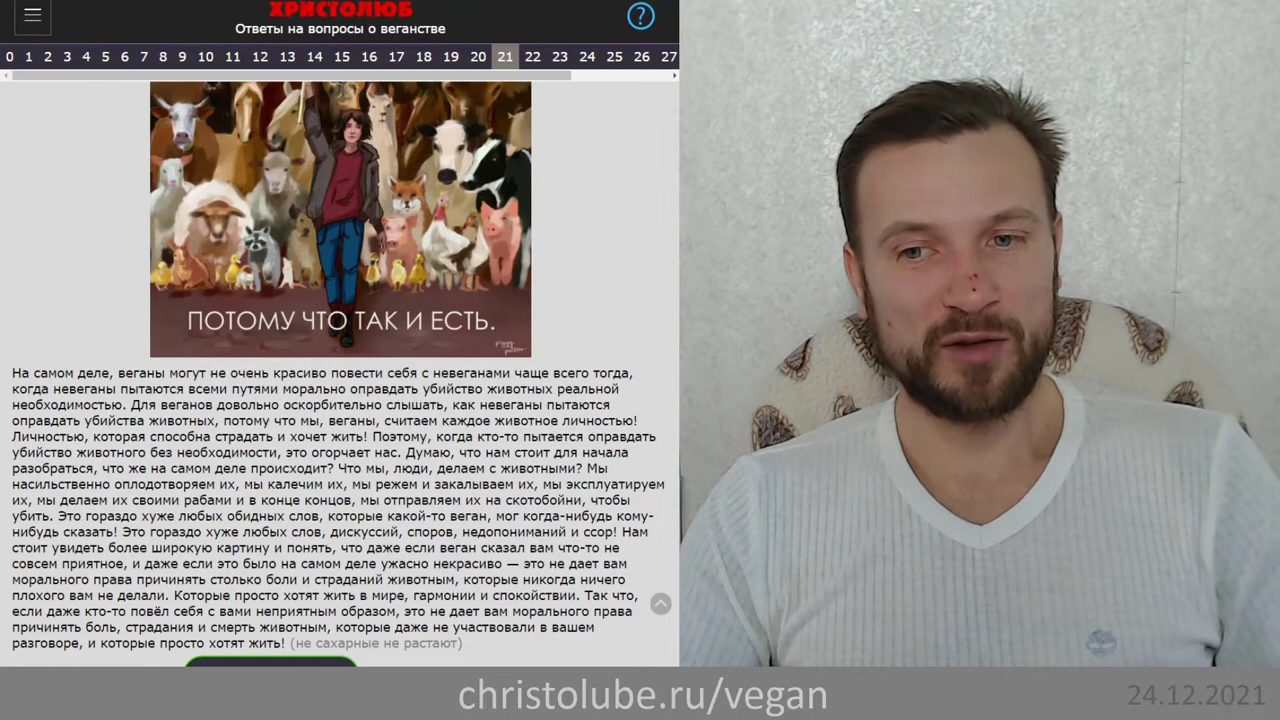 ХРИСТОЛЮБ
Ответы на вопросы о веганстве
?
0 1 2 3 4 5 6 7 8 9 10 11 12 13 14 15 16 17 18 19 20 21 22 23 24 25 26 27
ПОТОМУ ЧТО ТАК И ЕСТЬ.
На самом деле, веганы могут не очень красиво повести себя с невеганами чаще всего тогда,
когда невеганы пытаются всеми путями морально оправдать убийство животных реальной
необходимостью. Для веганов довольно оскорбительно слышать, как невеганы пытаются
оправдать убийства животных, потому что мы, веганы, считаем каждое животное личностью!
Личностью, которая способна страдать и хочет жить! Поэтому, когда кто-то пытается оправдать
убийство животного без необходимости, это огорчает нас. Думаю, что нам стоит для начала
разобраться, что же на самом деле происходит? Что мы, люди, делаем с животными? Мы
насильственно оплодотворяем их, мы калечим их, мы режем и закалываем их, мы эксплуатируем
их, мы делаем их своими рабами и в конце концов, мы отправляем их на скотобойни, чтобы
убить. Это гораздо хуже любых обидных слов, которые какой-то веган, мог когда-нибудь кому-
нибудь сказать! Это гораздо хуже любых слов, дискуссий, споров, недопониманий и ссор! Нам
стоит увидеть более широкую картину и понять, что даже если веган сказал вам что-то не
совсем приятное, и даже если это было на самом деле ужасно некрасиво — это не дает вам
морального права причинять столько боли и страданий животным, которые никогда ничего
плохого вам не делали. Которые просто хотят жить в мире, гармонии и спокойствии. Так что,
если даже кто-то повёл себя с вами неприятным образом, это не дает вам морального права
причинять боль, страдания и смерть животным, которые даже не участвовали в вашем
разговоре, и которые просто хотят жить! (не сахарные не растают)
christolube.ru/vegan
24.12.2021